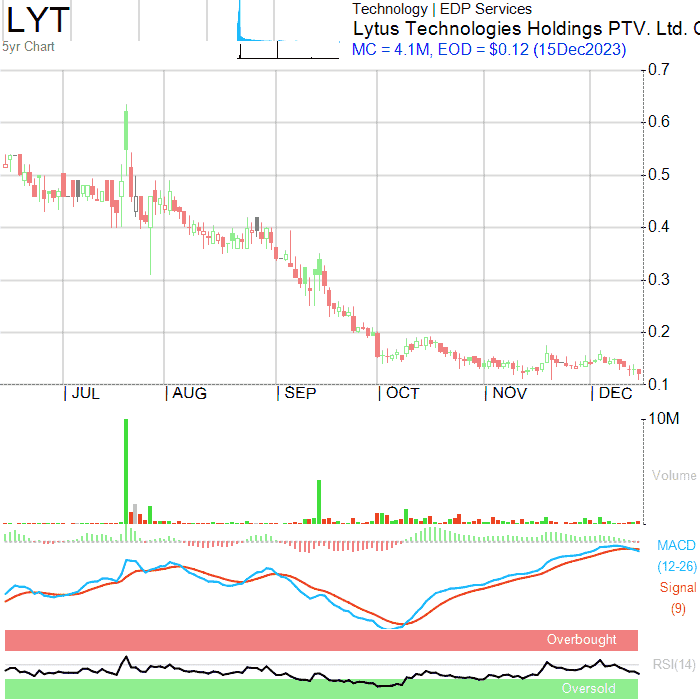 LYT
5yr Chart
Technology | EDP Services
Lytus Technologies Holdings PTV. Ltd.
MC = 4.1M, EOD = $0.12 (15Dec2023)
0.7
0.6
0.5
0.4
0.3
0.2
0.1
JUL AUG SEP OCT NOV DEC
10M
Volume
MACD
(12-26)
Signal
(9)
Overbought
RSI(14)
Oversold